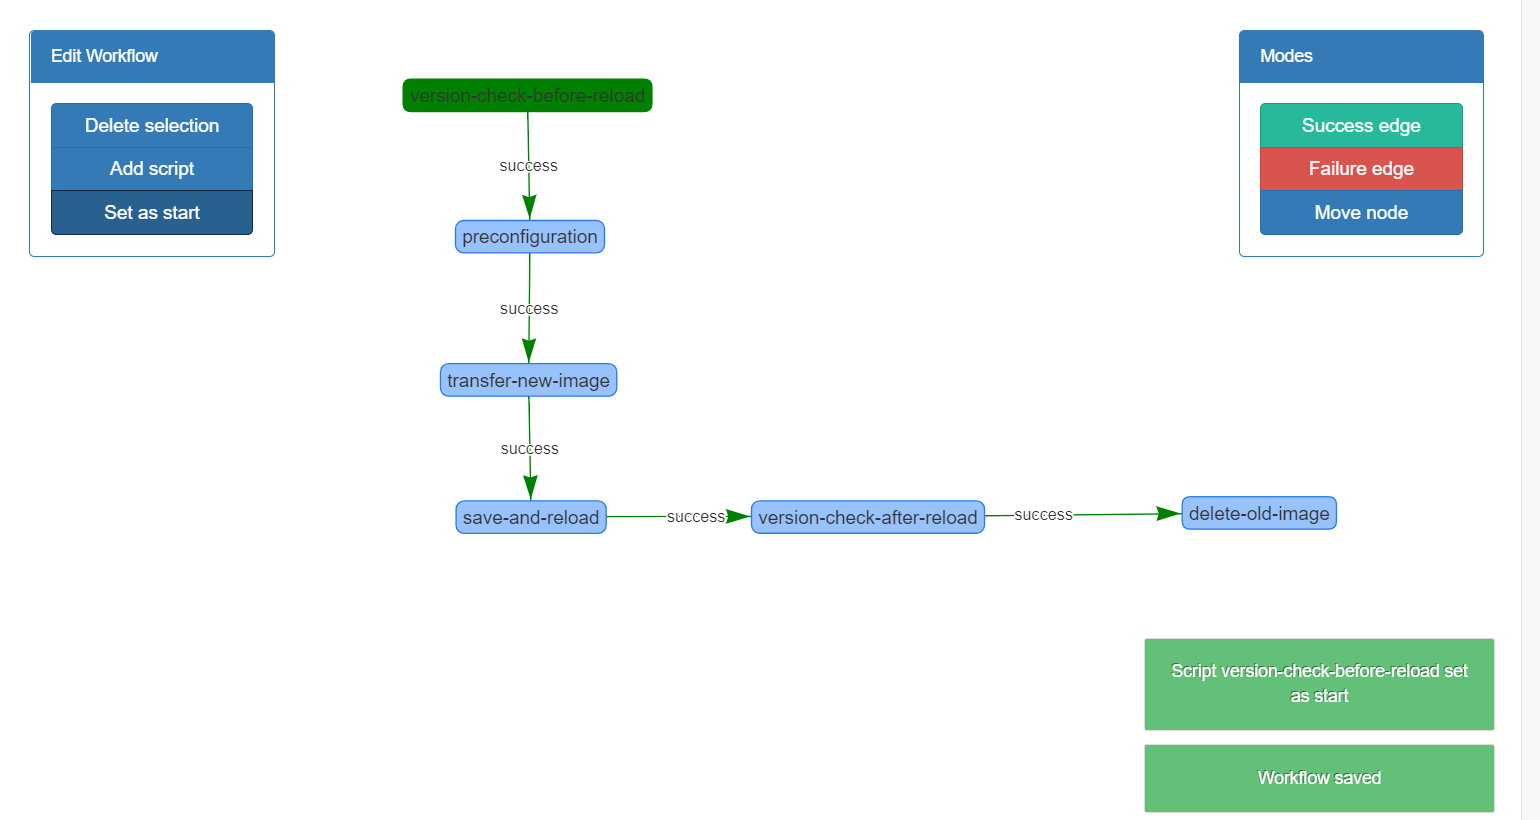 Edit Workflow
Delete selection
Add script
Set as start
version-check-before-reload
success
preconfiguration
success
transfer-new-image
success
save-and-reload
success
version-check-after-reload
success
delete-old-image
Modes
Success edge
Failure edge
Move node
Script version-check-before-reload set
as start
Workflow saved